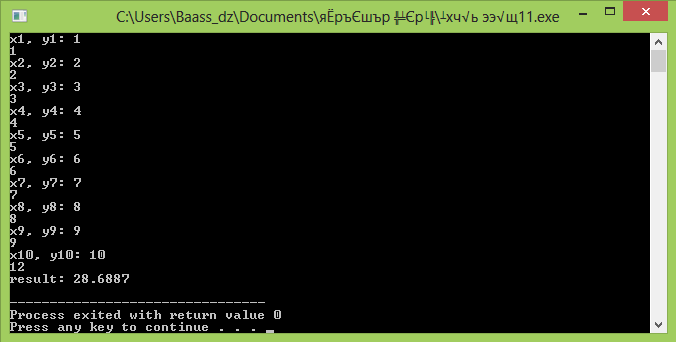 C:\Users\Baass_dz\Documents\яЁръЄшър ╬╨Єр└╠\┴хч√ь ээ√щ11.exe
x1, y1: 1
1
x2, y2: 2
2
x3, y3: 3
3
x4, y4: 4
4
x5, y5: 5
5
x6, y6: 6
6
x7, y7: 7
7
x8, y8: 8
8
x9, y9: 9
9
x10, y10: 10
12
result: 28.6887
--------------------------------
Process exited with return value 0
Press any key to continue . . .